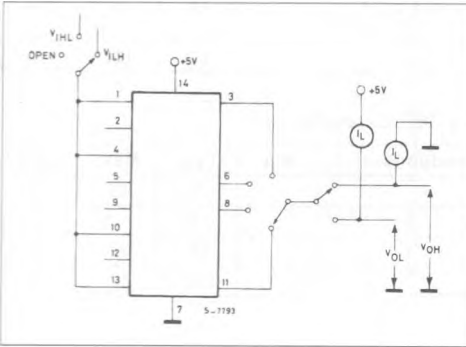 V_IHL
OPEN
V_ILH
+5V
14
+5V
1
3
2
I_L
I_L
4
5
6
9
8
10
12
V_OL
V_OH
13
11
7
S-7793